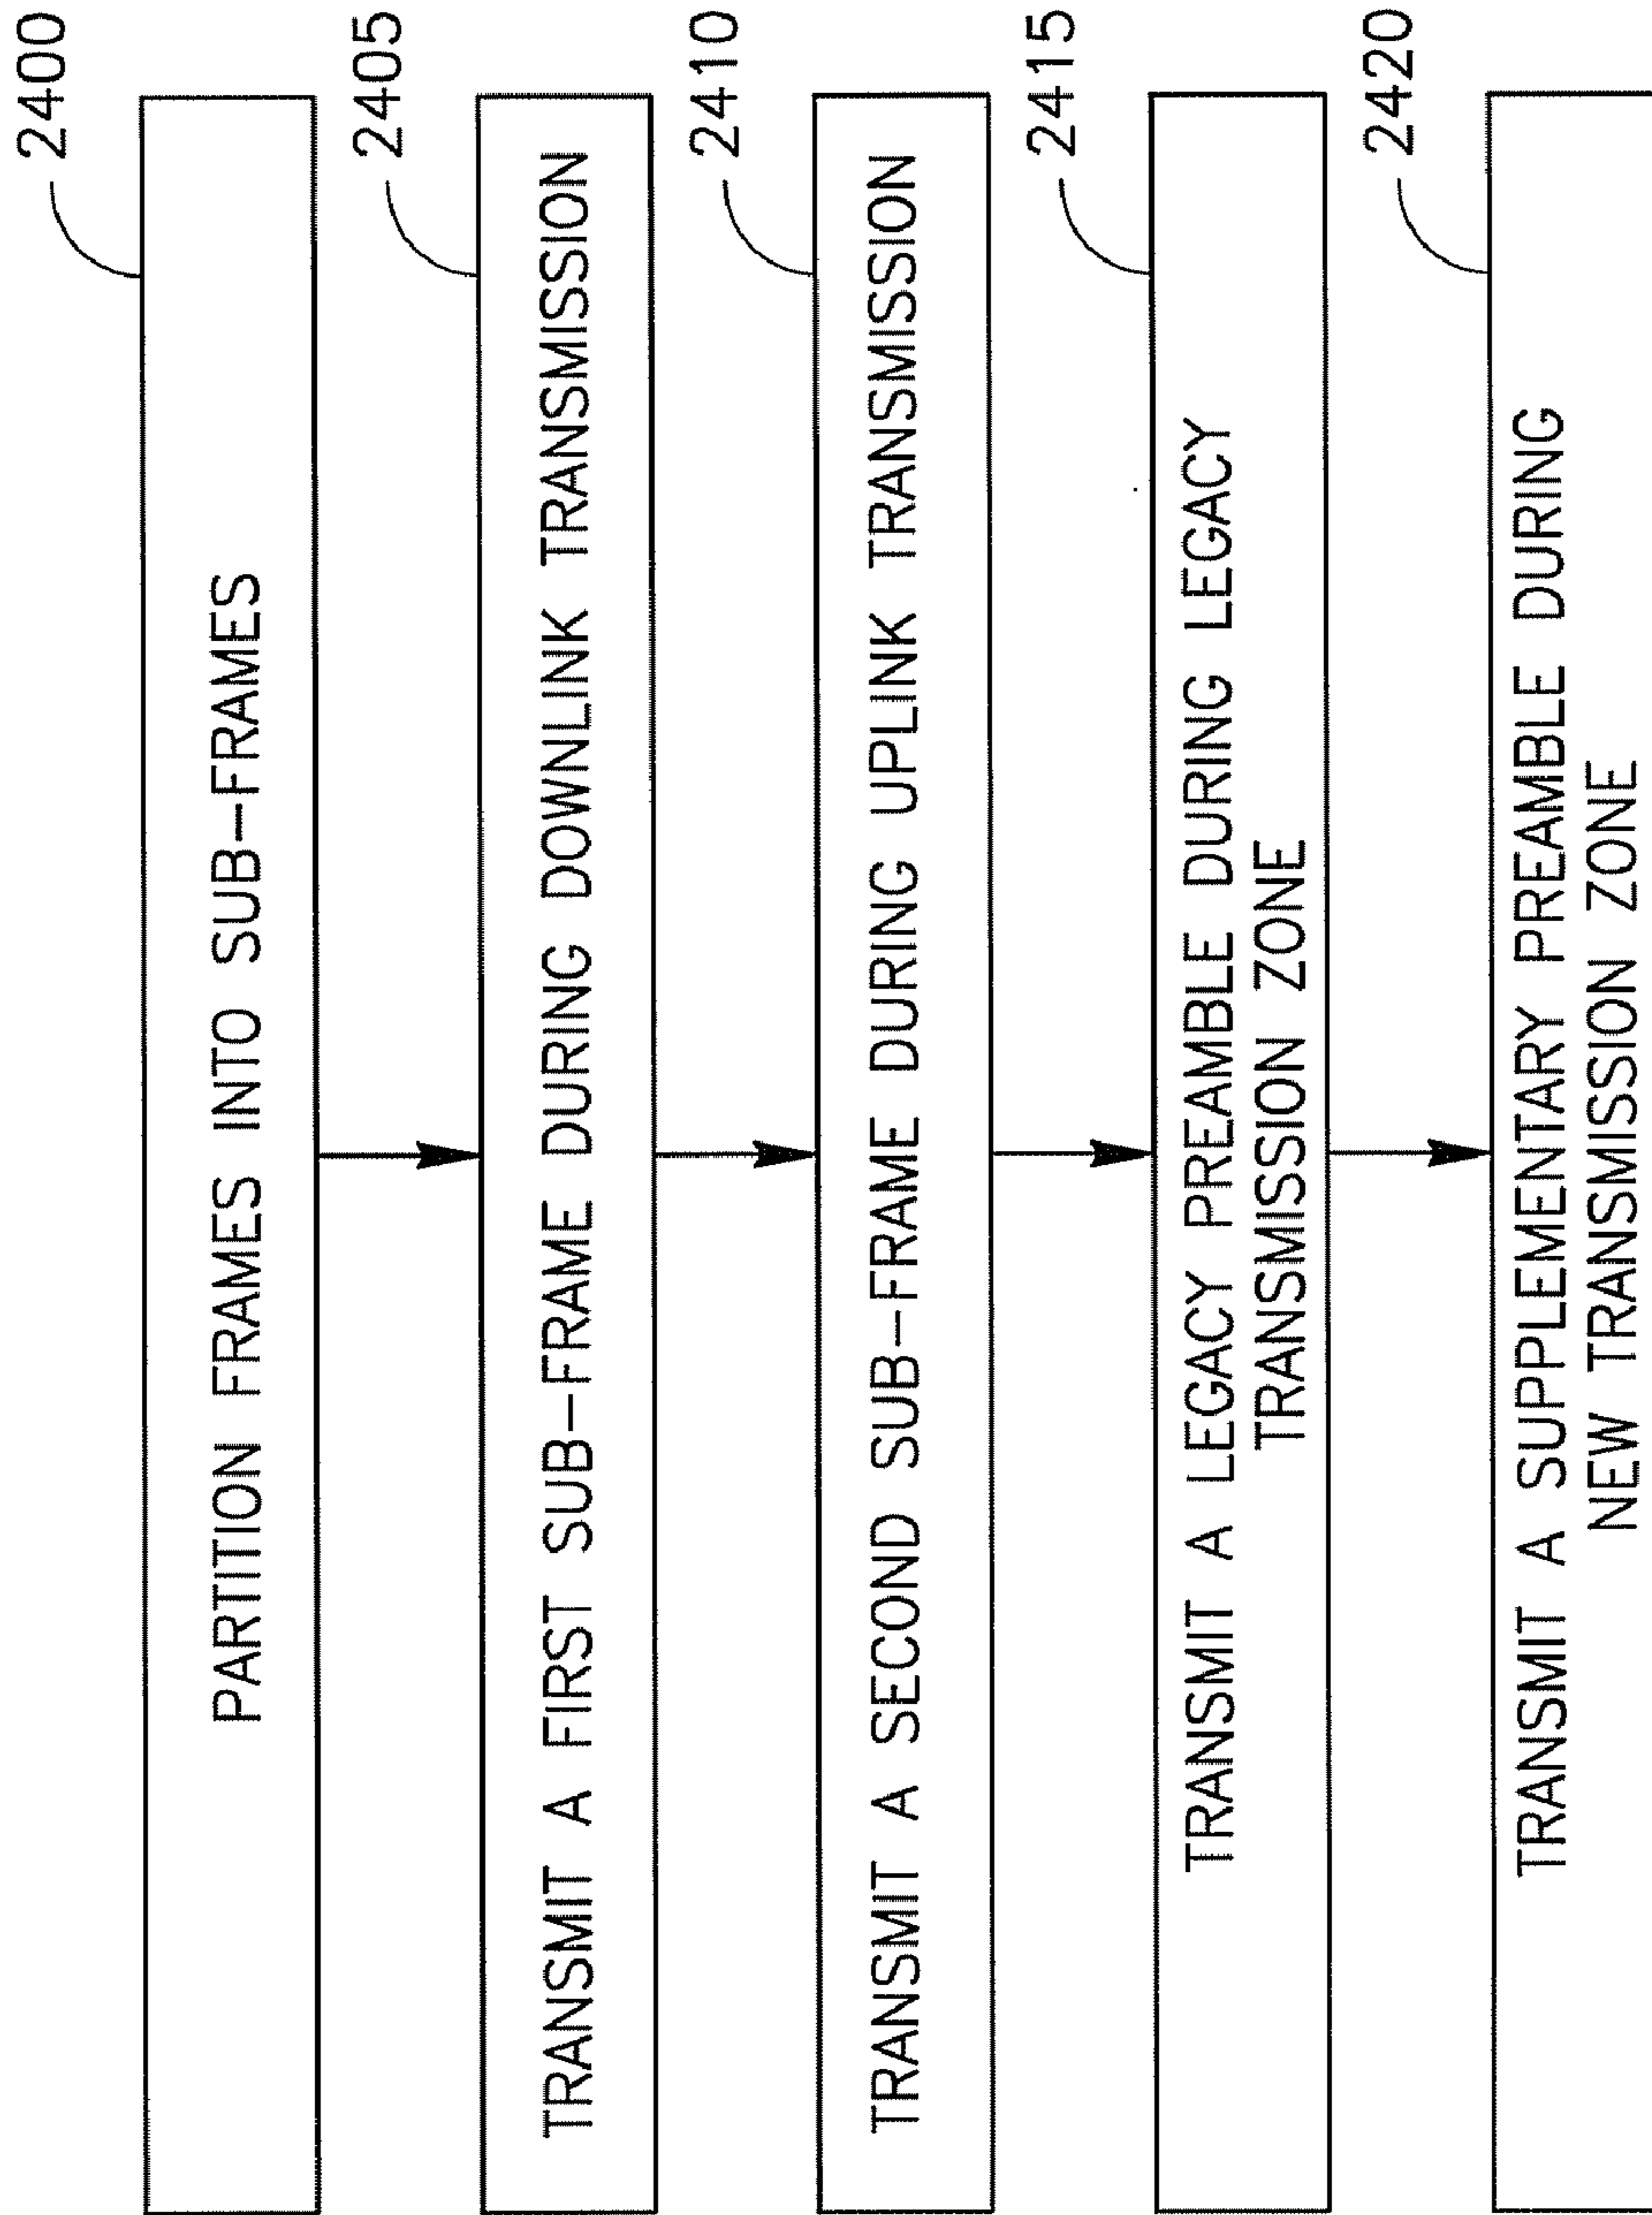 2400
PARTITION FRAMES INTO SUB-FRAMES
2405
TRANSMIT A FIRST SUB-FRAME DURING DOWNLINK TRANSMISSION
2410
TRANSMIT A SECOND SUB-FRAME DURING UPLINK TRANSMISSION
2415
TRANSMIT A LEGACY PREAMBLE DURING LEGACY
TRANSMISSION ZONE
2420
TRANSMIT A SUPPLEMENTARY PREAMBLE DURING
NEW TRANSMISSION ZONE